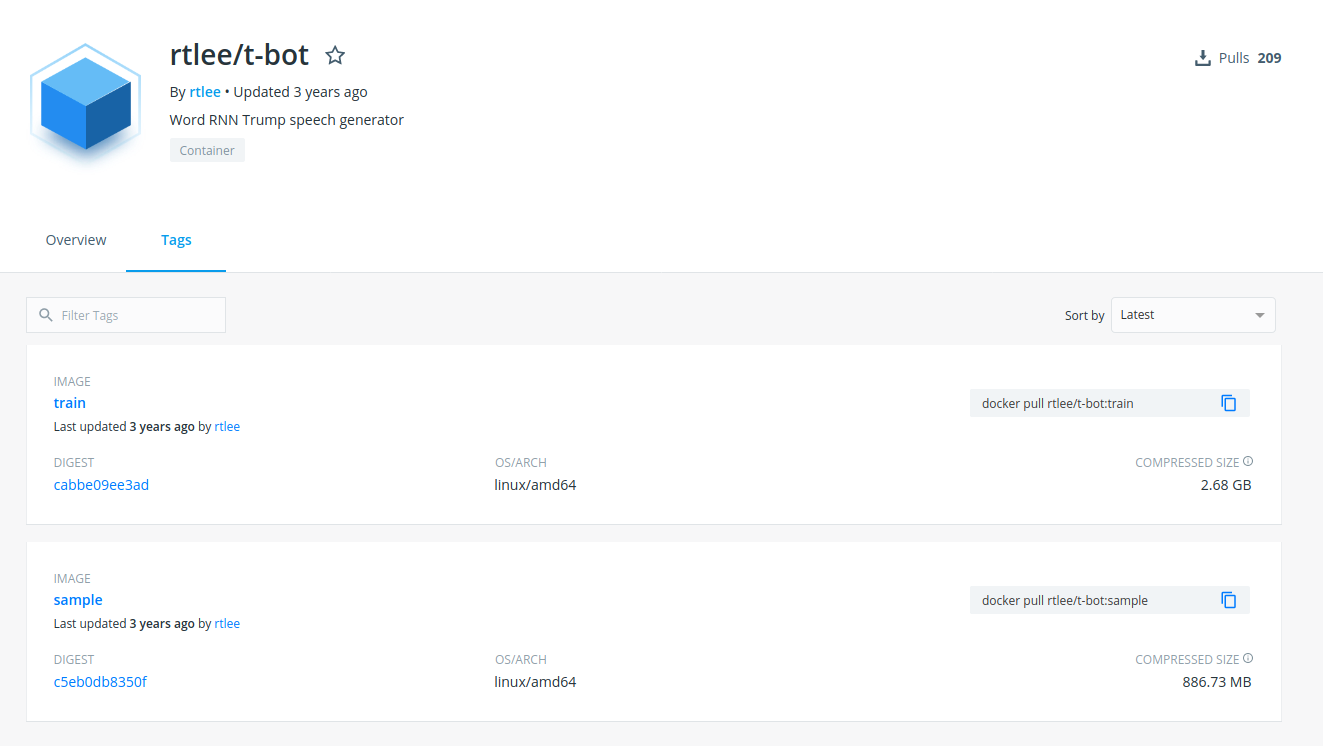 rtlee/t-bot
Pulls 209
By rtlee • Updated 3 years ago
Word RNN Trump speech generator
Container
Overview Tags
Filter Tags
Sort by Latest
IMAGE
train
docker pull rtlee/t-bot:train
Last updated 3 years ago by rtlee
DIGEST OS/ARCH COMPRESSED SIZE
cabbe09ee3ad linux/amd64 2.68 GB
IMAGE
sample
docker pull rtlee/t-bot:sample
Last updated 3 years ago by rtlee
DIGEST OS/ARCH COMPRESSED SIZE
c5eb0db8350f linux/amd64 886.73 MB